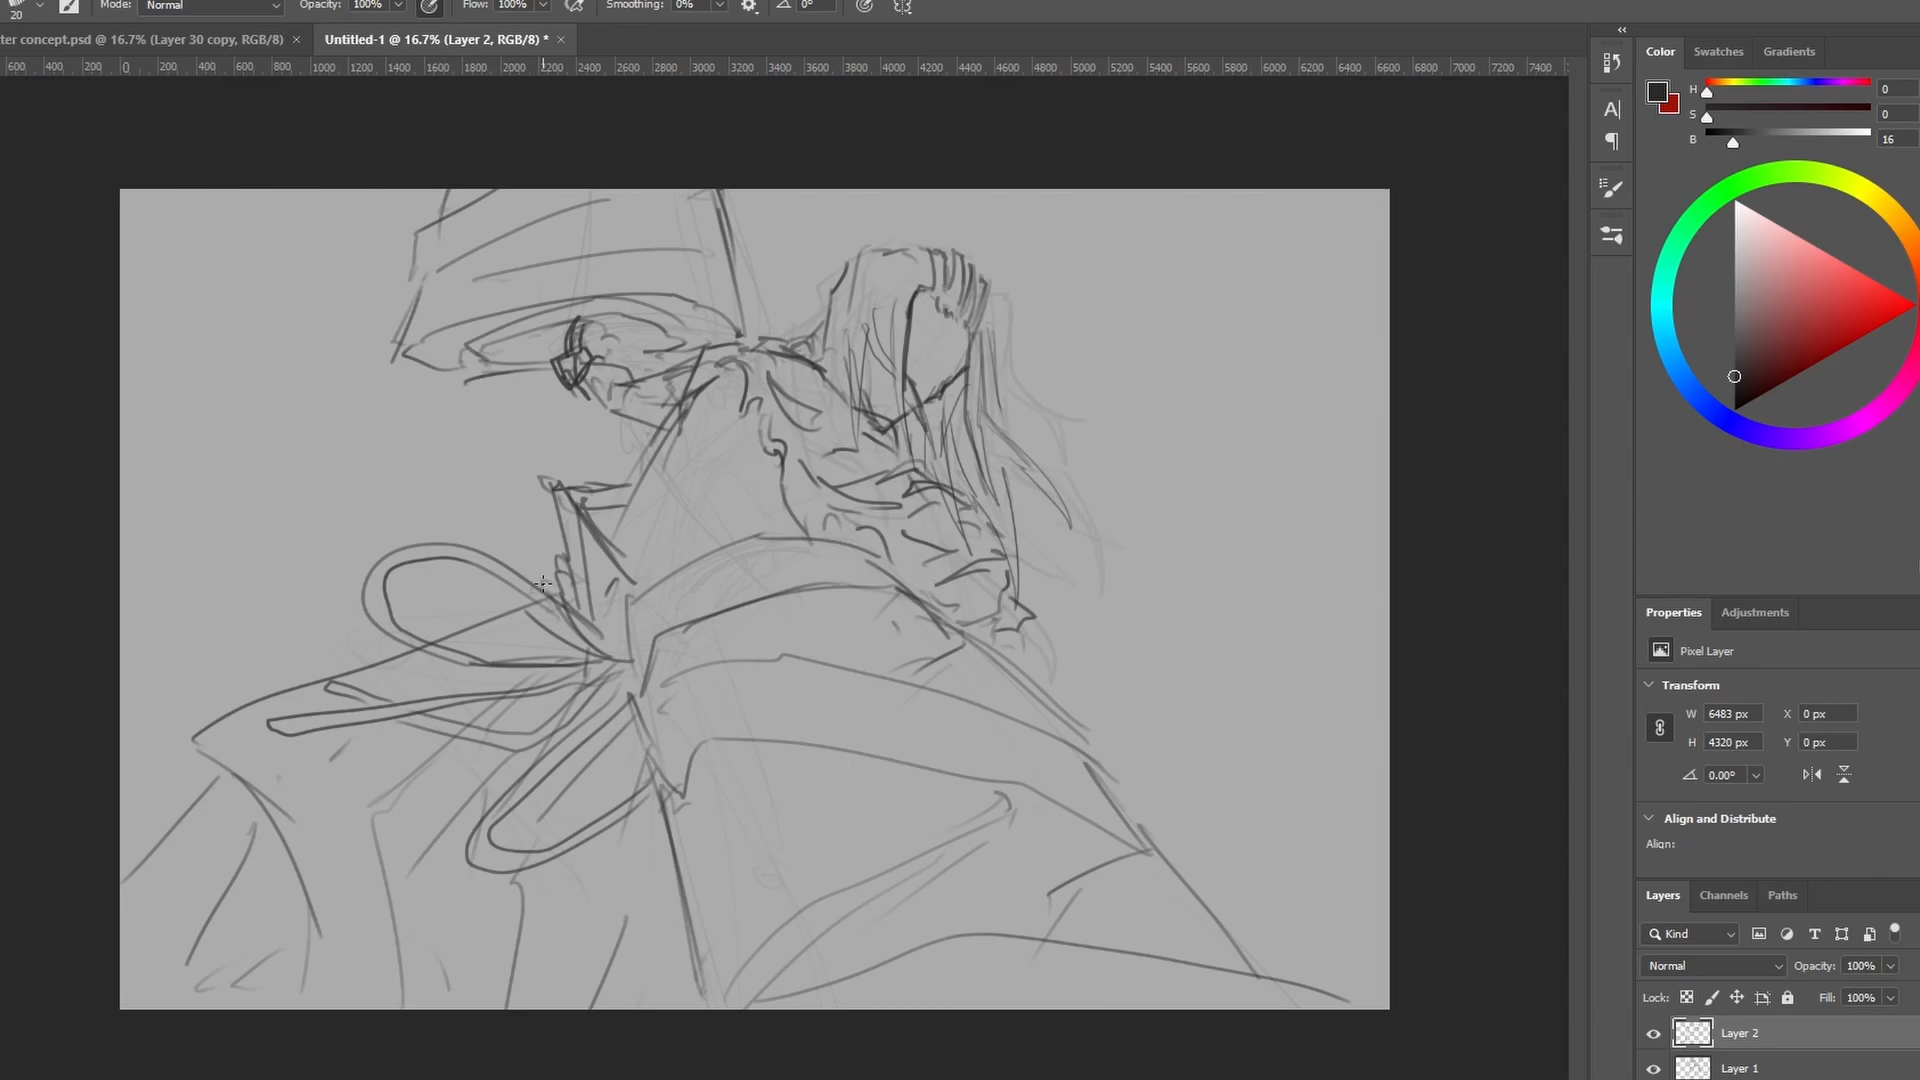 20 Mode: Normal Opacity: 100% Flow: 100% Smoothing: 0% 0°
ter concept.psd @ 16.7% (Layer 30 copy, RGB/8) × Untitled-1 @ 16.7% (Layer 2, RGB/8) * ×
600 400 200 0 200 400 600 800 1000 1200 1400 1600 1800 2000 2200 2400 2600 2800 3000 3200 3400 3600 3800 4000 4200 4400 4600 4800 5000 5200 5400 5600 5800 6000 6200 6400 6600 6800 7000 7200 7400
Color Swatches Gradients
H 0
S 0
B 16
Properties Adjustments
Pixel Layer
Transform
W 6483 px X 0 px
H 4320 px Y 0 px
0.00°
Align and Distribute
Align:
Layers Channels Paths
Kind
Normal Opacity: 100%
Lock: Fill: 100%
Layer 2
Layer 1